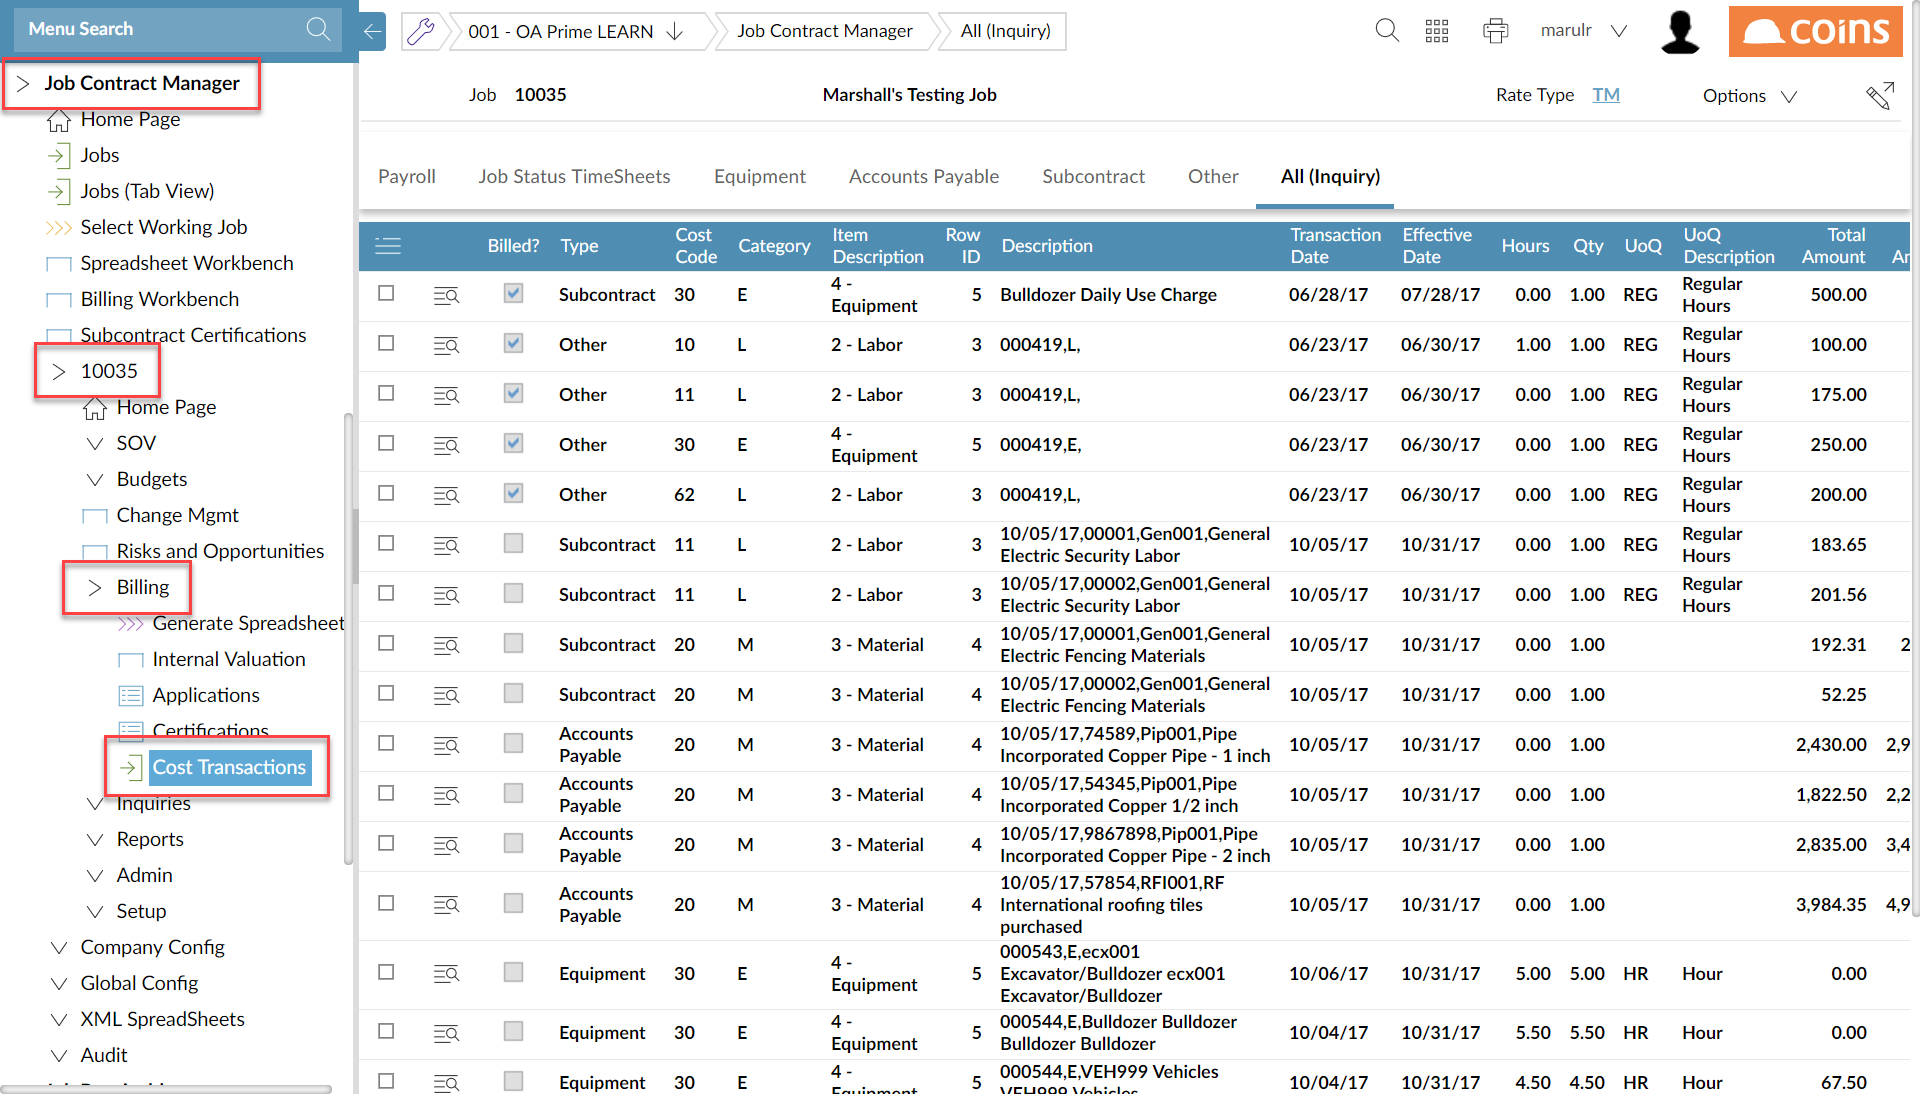 Menu Search
001 - OA Prime LEARN
Job Contract Manager
All (Inquiry)
marulr
coins
Job Contract Manager
Home Page
Jobs
Jobs (Tab View)
Select Working Job
Spreadsheet Workbench
Billing Workbench
Subcontract Certifications
10035
Home Page
SOV
Budgets
Change Mgmt
Risks and Opportunities
Billing
Generate Spreadsheet
Internal Valuation
Applications
Certifications
Cost Transactions
Inquiries
Reports
Admin
Setup
Company Config
Global Config
XML SpreadSheets
Audit
Job 10035 Marshall's Testing Job Rate Type TM Options
Payroll Job Status TimeSheets Equipment Accounts Payable Subcontract Other All (Inquiry)
Billed? Type Cost Code Category Item Description Row ID Description Transaction Date Effective Date Hours Qty UoQ UoQ Description Total Amount
Subcontract 30 E 4 - Equipment 5 Bulldozer Daily Use Charge 06/28/17 07/28/17 0.00 1.00 REG Regular Hours 500.00
Other 10 L 2 - Labor 3 000419,L, 06/23/17 06/30/17 1.00 1.00 REG Regular Hours 100.00
Other 11 L 2 - Labor 3 000419,L, 06/23/17 06/30/17 0.00 1.00 REG Regular Hours 175.00
Other 30 E 4 - Equipment 5 000419,E, 06/23/17 06/30/17 0.00 1.00 REG Regular Hours 250.00
Other 62 L 2 - Labor 3 000419,L, 06/23/17 06/30/17 0.00 1.00 REG Regular Hours 200.00
Subcontract 11 L 2 - Labor 3 10/05/17,00001,Gen001,General Electric Security Labor 10/05/17 10/31/17 0.00 1.00 REG Regular Hours 183.65
Subcontract 11 L 2 - Labor 3 10/05/17,00002,Gen001,General Electric Security Labor 10/05/17 10/31/17 0.00 1.00 REG Regular Hours 201.56
Subcontract 20 M 3 - Material 4 10/05/17,00001,Gen001,General Electric Fencing Materials 10/05/17 10/31/17 0.00 1.00 192.31 2
Subcontract 20 M 3 - Material 4 10/05/17,00002,Gen001,General Electric Fencing Materials 10/05/17 10/31/17 0.00 1.00 52.25
Accounts Payable 20 M 3 - Material 4 10/05/17,74589,Pip001,Pipe Incorporated Copper Pipe - 1 inch 10/05/17 10/31/17 0.00 1.00 2,430.00 2,9
Accounts Payable 20 M 3 - Material 4 10/05/17,54345,Pip001,Pipe Incorporated Copper 1/2 inch 10/05/17 10/31/17 0.00 1.00 1,822.50 2,2
Accounts Payable 20 M 3 - Material 4 10/05/17,9867898,Pip001,Pipe Incorporated Copper Pipe - 2 inch 10/05/17 10/31/17 0.00 1.00 2,835.00 3,4
Accounts Payable 20 M 3 - Material 4 10/05/17,57854,RFI001,RF International roofing tiles purchased 10/05/17 10/31/17 0.00 1.00 3,984.35 4,9
Equipment 30 E 4 - Equipment 5 000543,E,ecx001 Excavator/Bulldozer ecx001 Excavator/Bulldozer 10/06/17 10/31/17 5.00 5.00 HR Hour 0.00
Equipment 30 E 4 - Equipment 5 000544,E,Bulldozer Bulldozer Bulldozer Bulldozer 10/04/17 10/31/17 5.50 5.50 HR Hour 0.00
Equipment 30 E 4 - Equipment 5 000544,E,VEH999 Vehicles VEH999 Vehicles 10/04/17 10/31/17 4.50 4.50 HR Hour 67.50